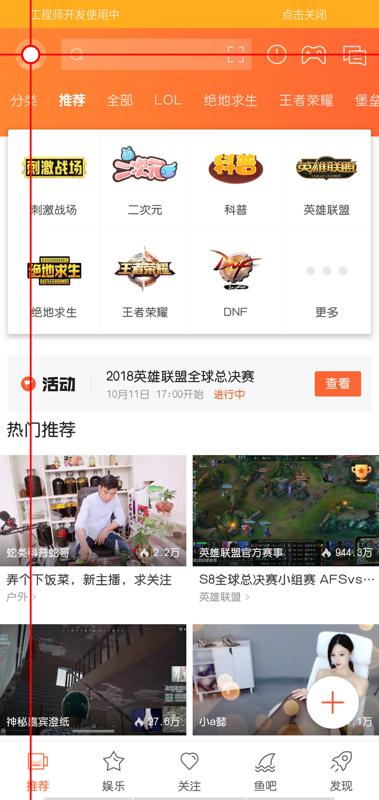 工程师开发使用中 点击关闭
分类 推荐 全部 LOL 绝地求生 王者荣耀 堡垒
刺激战场 二次元 科普 英雄联盟
LEAGUE LEGENDS
刺激战场 二次元 科普 英雄联盟
绝地求生 王者荣耀 DNF
BATTLEGROUNDS
绝地求生 王者荣耀 DNF 更多
活动 2018英雄联盟全球总决赛 查看
10月11日 17:00开始 进行中
热门推荐
蛇类科普蛇哥 2.2万 英雄联盟官方赛事 944.3万
弄个下饭菜，新主播，求关注 S8全球总决赛小组赛 AFSvs…
户外 英雄联盟
神秘嘉宾澄纸 27.6万 小a懿 .1万
推荐 娱乐 关注 鱼吧 发现